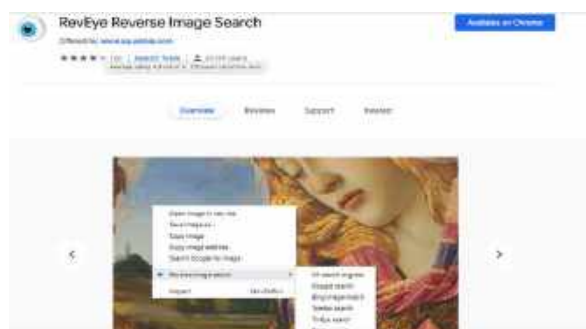 RevEye Reverse Image Search
Available on Chrome
Overview
Reviews
Support
Related
Open image in new tab
Save image as...
Copy image
Copy image address
Search Google for image
Reverse image search
Inspect
All search engines
Google search
Bing image search
Yandex search
TinEye search